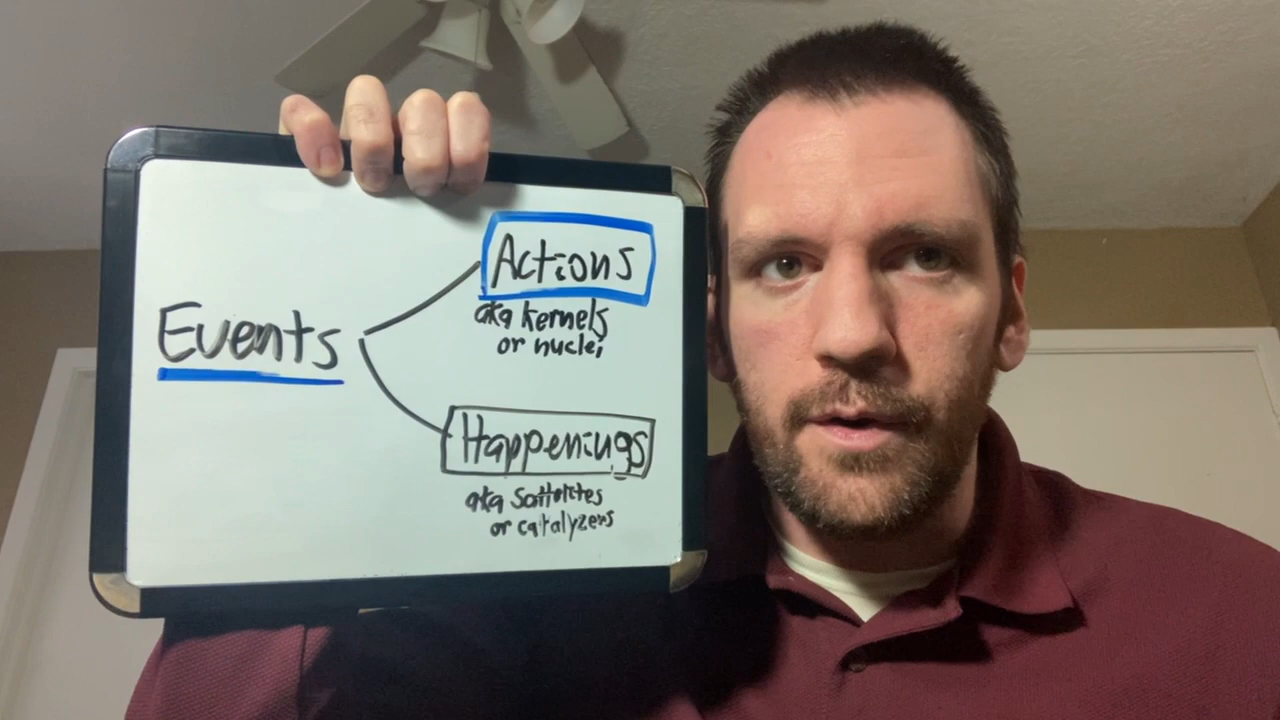 Events
Actions
aka kernels
or nuclei
Happenings
aka satellites
or catalyzers